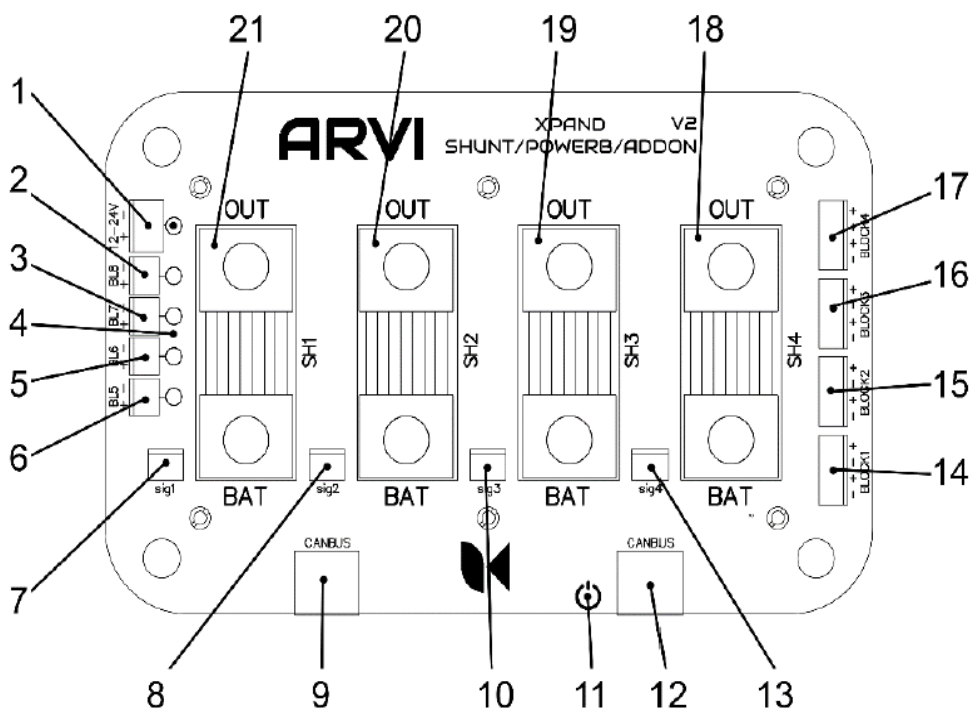 21 20 19 18
1
ARVI
XPAND V2
SHUNT/POWERB/ADDON
2
17
OUT OUT OUT OUT
12-24V - +
+ - + - BLOCK4
3
BL8 - +
16
4
BL7 - +
+ - + - BLOCK3
SH1 SH2 SH3 SH4
5
BL6 - +
15
+ - + - BLOCK2
6
BL5 - +
14
+ - + - BLOCK1
sig1 sig2 sig3 sig4
BAT BAT BAT BAT
CANBUS CANBUS
7
8 9 10 11 12 13